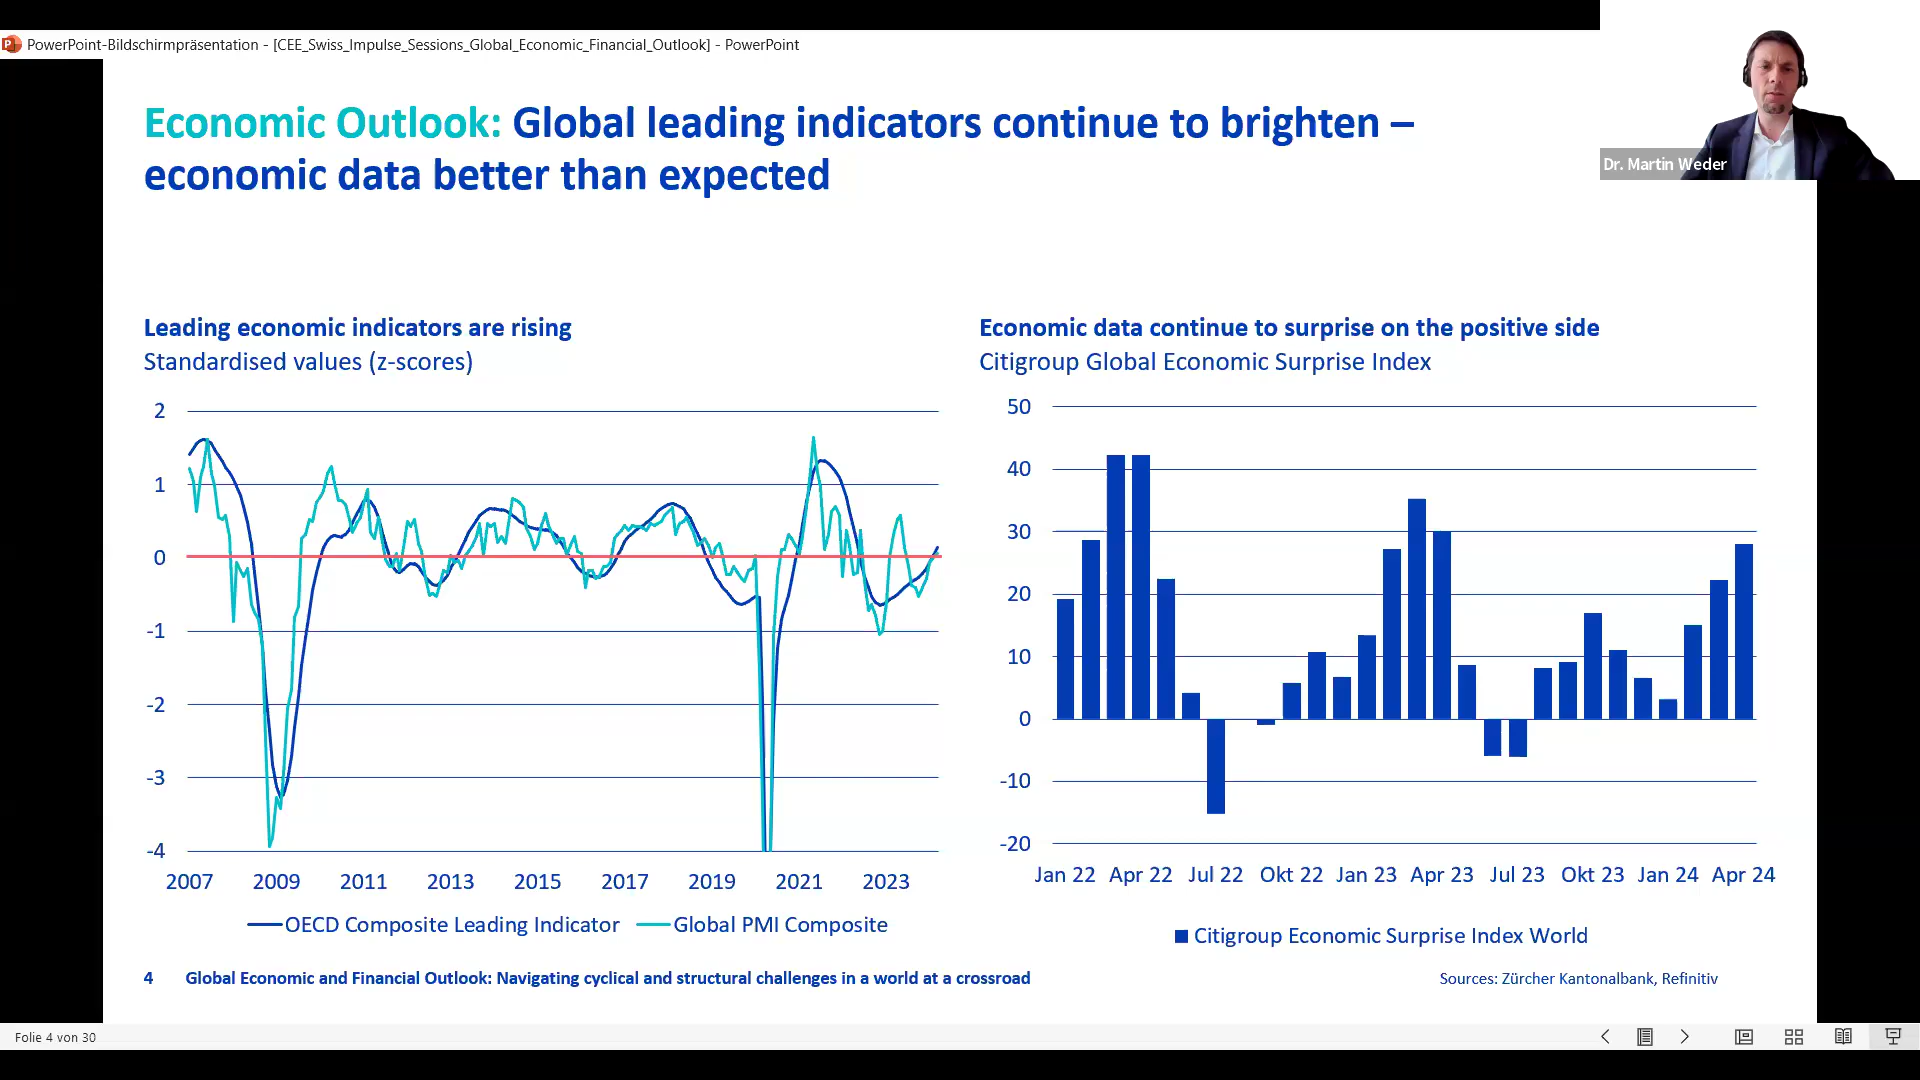 PowerPoint-Bildschirmpräsentation - [CEE_Swiss_Impulse_Sessions_Global_Economic_Financial_Outlook] - PowerPoint
Dr. Martin Weder
Economic Outlook: Global leading indicators continue to brighten –
economic data better than expected
Leading economic indicators are rising
Standardised values (z-scores)
2
1
0
-1
-2
-3
-4
2007 2009 2011 2013 2015 2017 2019 2021 2023
OECD Composite Leading Indicator Global PMI Composite
Economic data continue to surprise on the positive side
Citigroup Global Economic Surprise Index
50
40
30
20
10
0
-10
-20
Jan 22 Apr 22 Jul 22 Okt 22 Jan 23 Apr 23 Jul 23 Okt 23 Jan 24 Apr 24
Citigroup Economic Surprise Index World
4 Global Economic and Financial Outlook: Navigating cyclical and structural challenges in a world at a crossroad
Sources: Zürcher Kantonalbank, Refinitiv
Folie 4 von 30